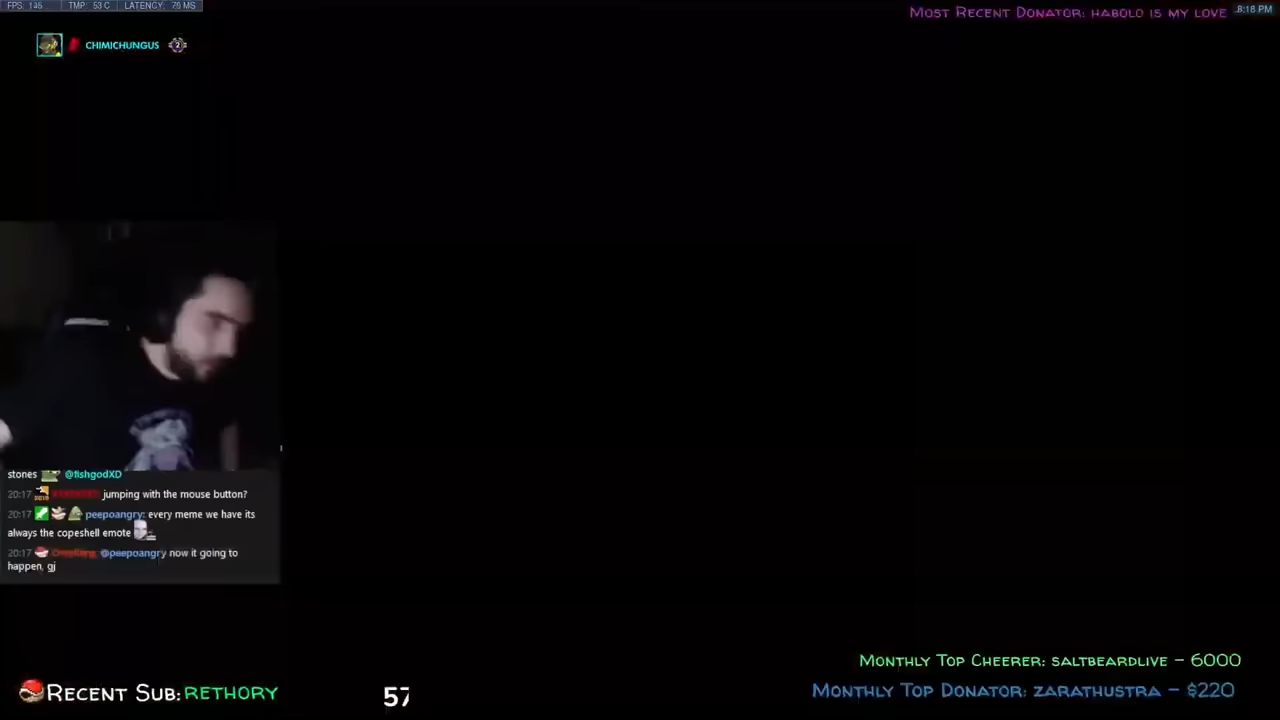 FPS: 145 TMP: 53 C LATENCY: 70 MS
MOST RECENT DONATOR: HABOLO IS MY LOVE 8:18 PM
CHIMICHUNGUS 2
stones @fishgodXD
20:17 jumping with the mouse button?
20:17 peepoangry: every meme we have its
always the copeshell emote
20:17 @peepoangry now it going to
happen, gj
MONTHLY TOP CHEERER: SALTBEARDLIVE - 6000
RECENT SUB: RETHORY
57
MONTHLY TOP DONATOR: ZARATHUSTRA - $220